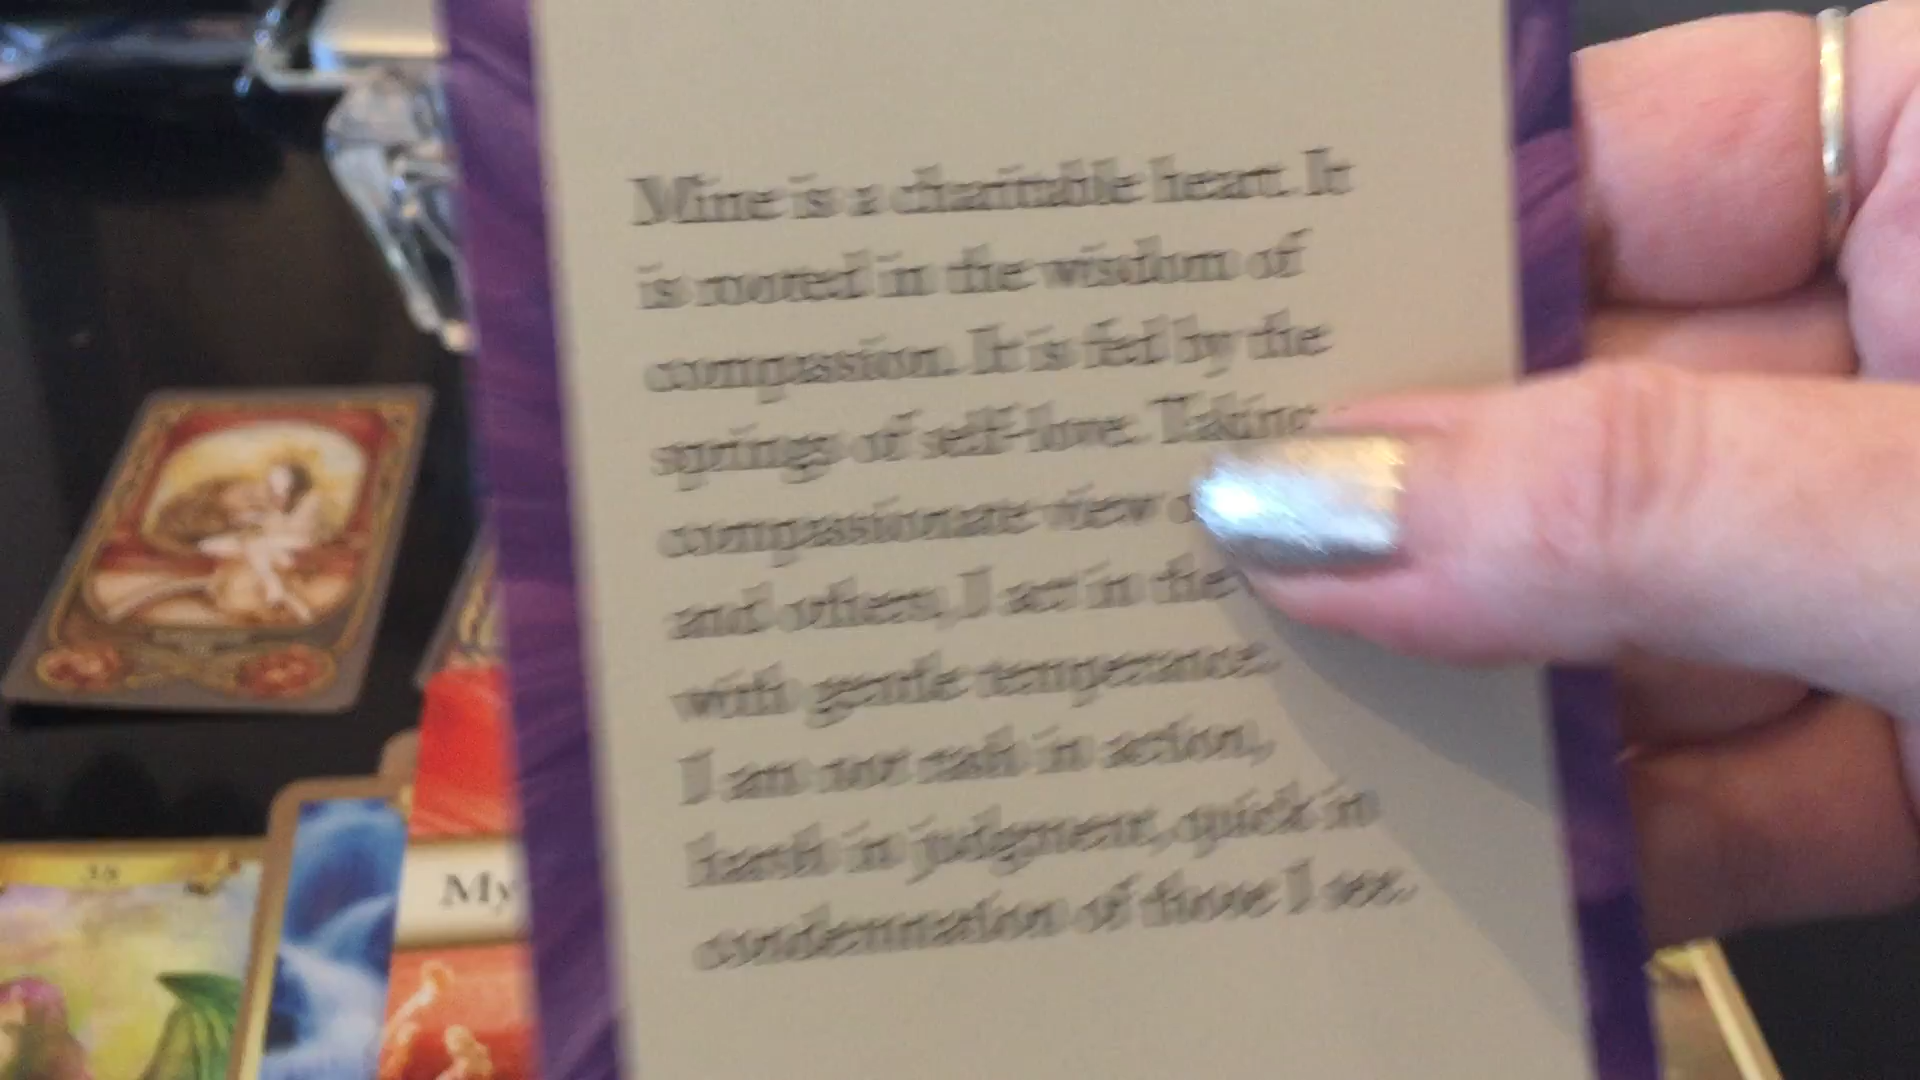 Mine is a charitable heart. It
is rooted in the wisdom of
compassion. It is fed by the
springs of self-love. Taking
compassionate view
and others, I act in the
with gentle temperance.
I am not rash in action,
harsh in judgment, quick in
condemnation of those I see.
My
38